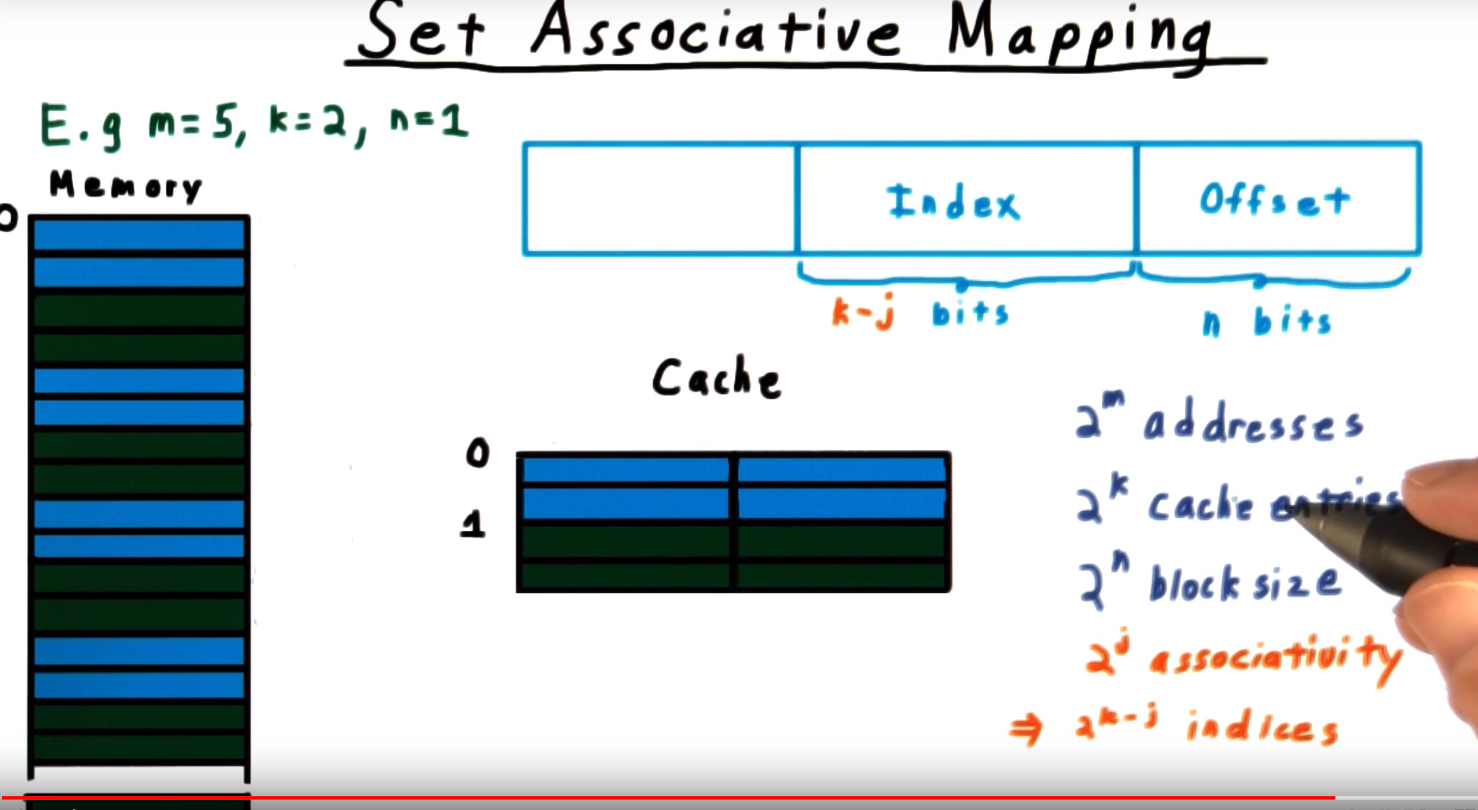 Set Associative Mapping
E.g m=5, k=2, n=1
Memory
0
Index
Offset
k-j bits
n bits
Cache
0
1
2^m addresses
2^k cache entries
2^n block size
2^j associativity
⇒ 2^k-j indices